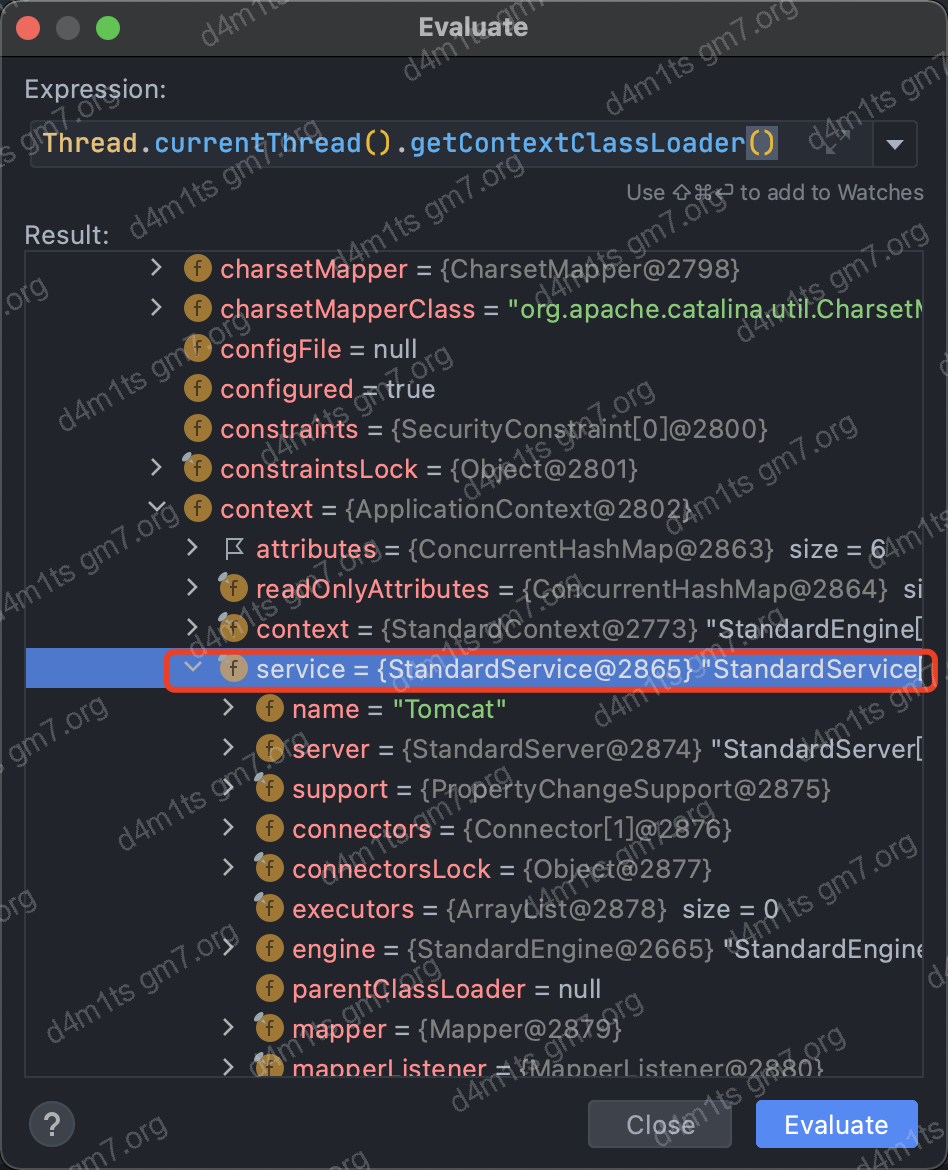 Evaluate
Expression:
Thread.currentThread().getContextClassLoader()
Use ⇧⌘⏎ to add to Watches
Result:
charsetMapper = {CharsetMapper@2798}
charsetMapperClass = "org.apache.catalina.util.CharsetM
configFile = null
configured = true
constraints = {SecurityConstraint[0]@2800}
constraintsLock = {Object@2801}
context = {ApplicationContext@2802}
attributes = {ConcurrentHashMap@2863} size = 6
readOnlyAttributes = {ConcurrentHashMap@2864} si
context = {StandardContext@2773} "StandardEngine[
service = {StandardService@2865} "StandardService[
name = "Tomcat"
server = {StandardServer@2874} "StandardServer[
support = {PropertyChangeSupport@2875}
connectors = {Connector[1]@2876}
connectorsLock = {Object@2877}
executors = {ArrayList@2878} size = 0
engine = {StandardEngine@2665} "StandardEngine
parentClassLoader = null
mapper = {Mapper@2879}
mapperListener = {MapperListener@2880}
? Close Evaluate
d4m1ts gm7.org